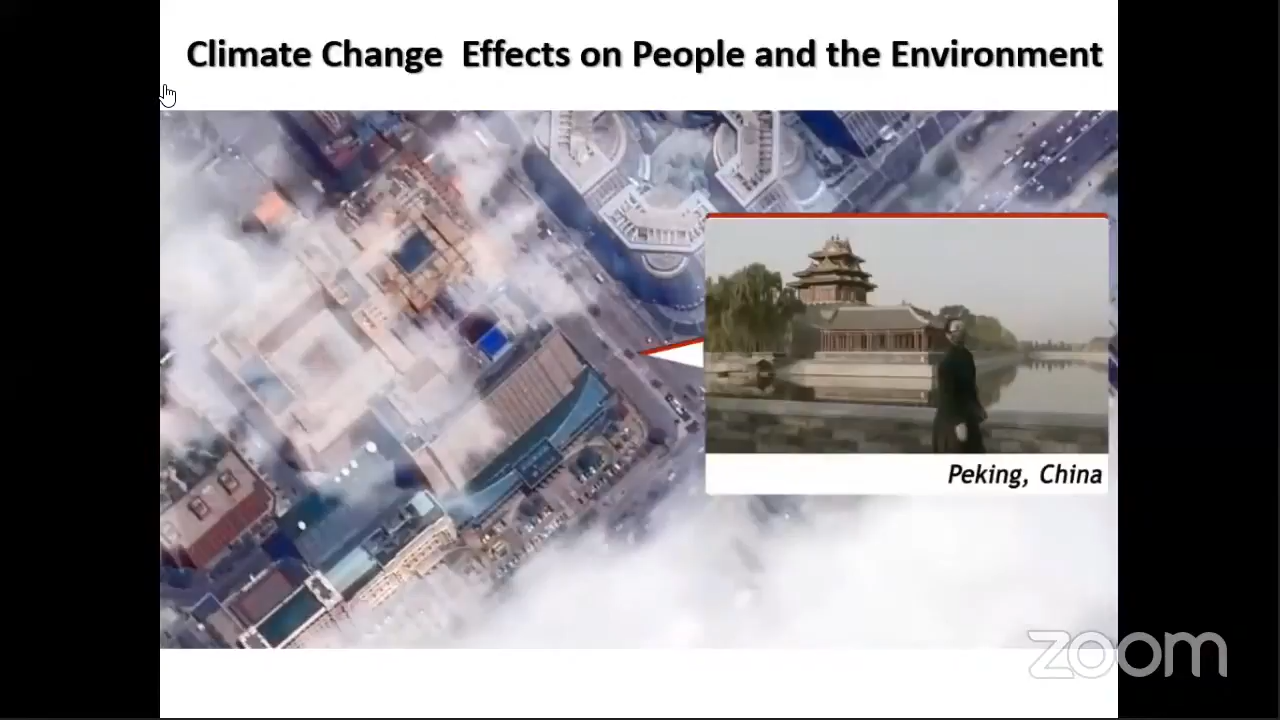 Climate Change Effects on People and the Environment
Peking, China
zoom